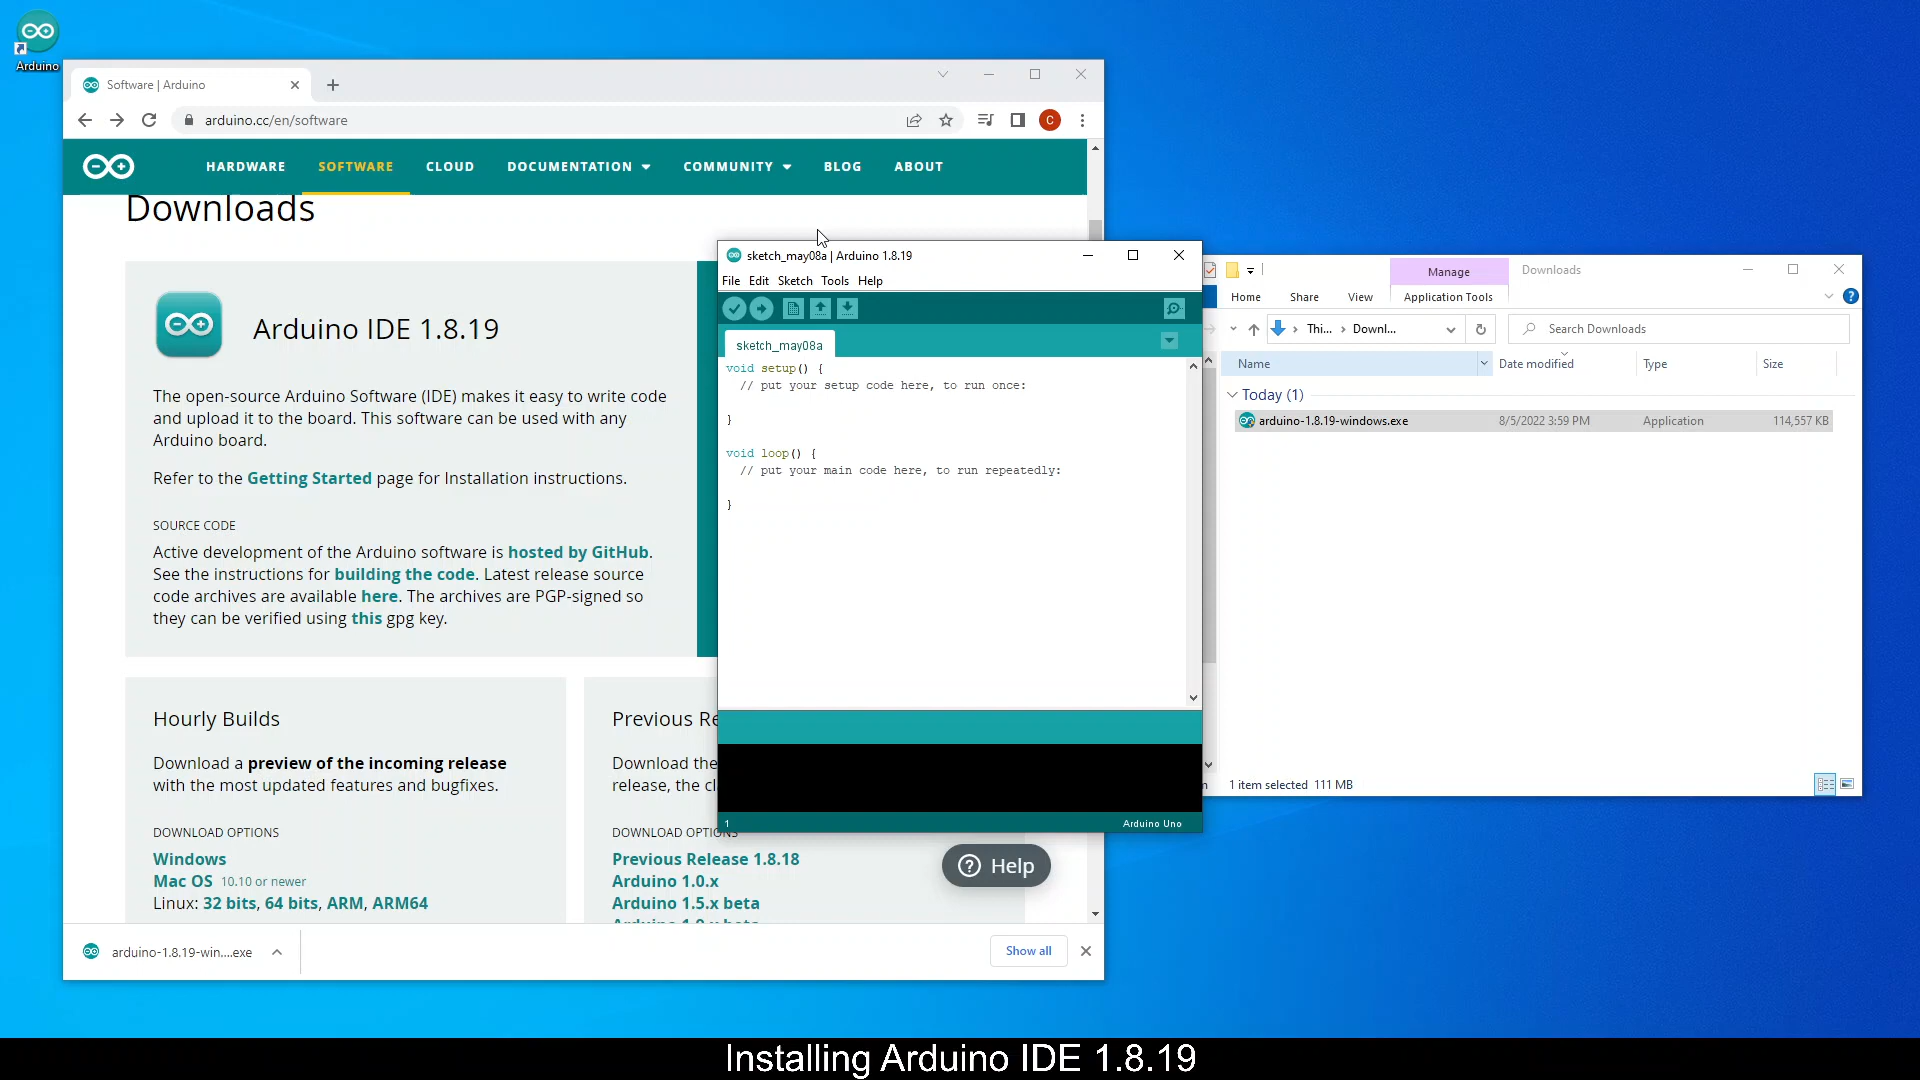 Arduino
Software | Arduino
arduino.cc/en/software
C
HARDWARE SOFTWARE CLOUD DOCUMENTATION COMMUNITY BLOG ABOUT
Downloads
Arduino IDE 1.8.19
The open-source Arduino Software (IDE) makes it easy to write code
and upload it to the board. This software can be used with any
Arduino board.
Refer to the Getting Started page for Installation instructions.
SOURCE CODE
Active development of the Arduino software is hosted by GitHub.
See the instructions for building the code. Latest release source
code archives are available here. The archives are PGP-signed so
they can be verified using this gpg key.
Hourly Builds
Download a preview of the incoming release
with the most updated features and bugfixes.
DOWNLOAD OPTIONS
Windows
Mac OS 10.10 or newer
Linux: 32 bits, 64 bits, ARM, ARM64
Previous Re
Download the
release, the cl
DOWNLOAD OPTIONS
Previous Release 1.8.18
Arduino 1.0.x
Arduino 1.5.x beta
Help
arduino-1.8.19-win....exe
Show all
sketch_may08a | Arduino 1.8.19
File Edit Sketch Tools Help
sketch_may08a
void setup() {
// put your setup code here, to run once:
}
void loop() {
// put your main code here, to run repeatedly:
}
1
Arduino Uno
Manage
Downloads
Home Share View Application Tools
Thi... Downl...
Search Downloads
Name Date modified Type Size
Today (1)
arduino-1.8.19-windows.exe 8/5/2022 3:59 PM Application 114,557 KB
1 item selected 111 MB
Installing Arduino IDE 1.8.19